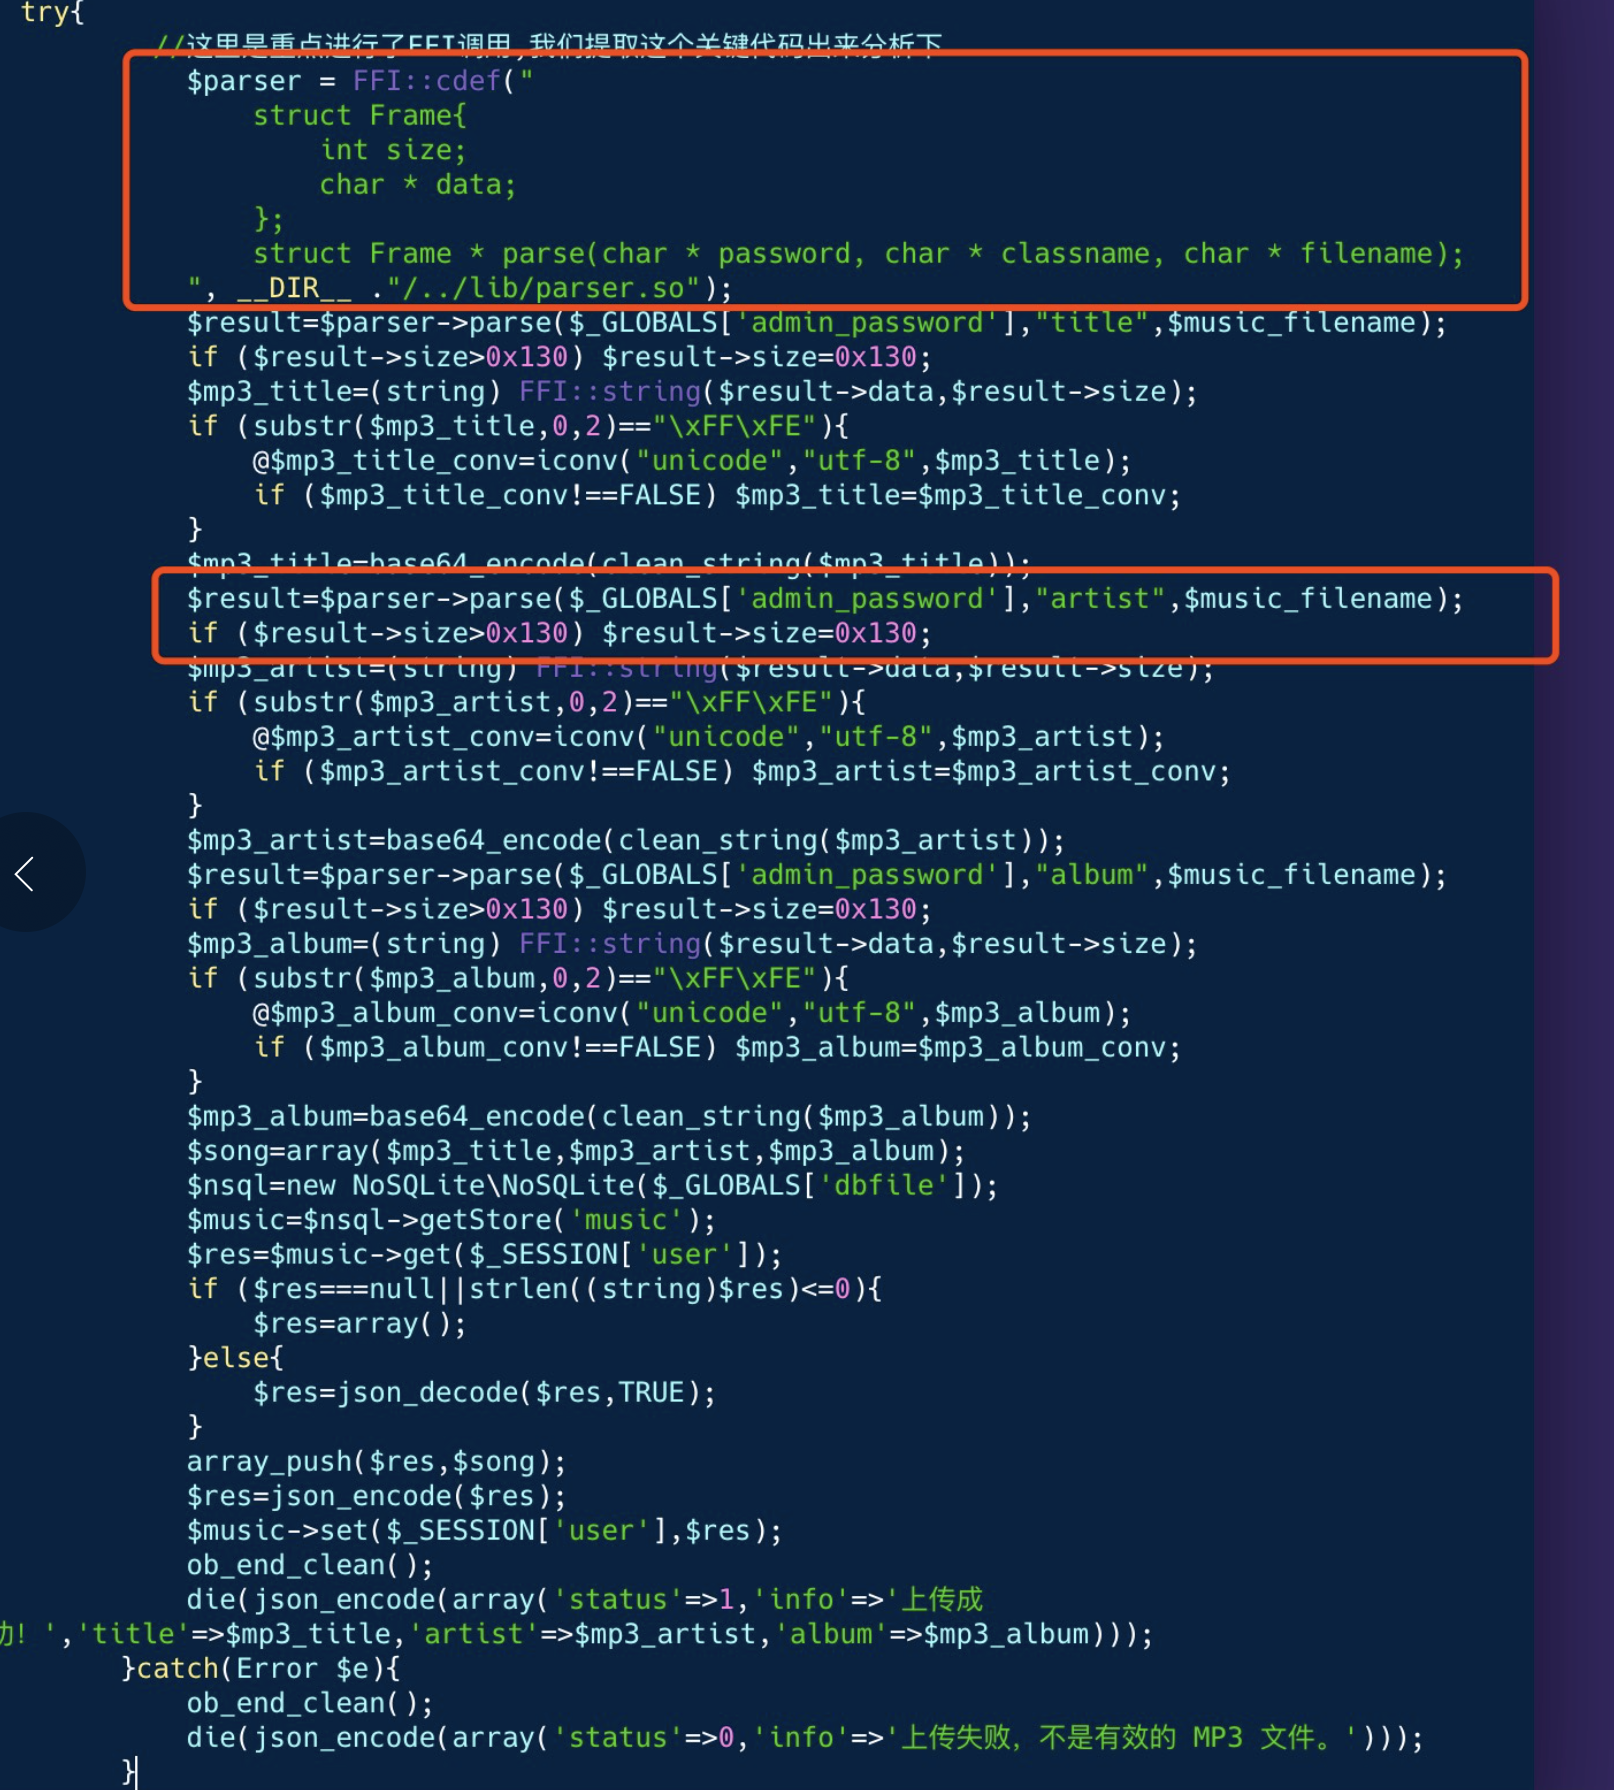 try{
//这里是重点进行了FFI调用,我们提取这个关键代码出来分析下
$parser = FFI::cdef("
struct Frame{
int size;
char * data;
};
struct Frame * parse(char * password, char * classname, char * filename);
", __DIR__ ."/../lib/parser.so");
$result=$parser->parse($_GLOBALS['admin_password'],"title",$music_filename);
if ($result->size>0x130) $result->size=0x130;
$mp3_title=(string) FFI::string($result->data,$result->size);
if (substr($mp3_title,0,2)=="\xFF\xFE"){
@$mp3_title_conv=iconv("unicode","utf-8",$mp3_title);
if ($mp3_title_conv!==FALSE) $mp3_title=$mp3_title_conv;
}
$mp3_title=base64_encode(clean_string($mp3_title));
$result=$parser->parse($_GLOBALS['admin_password'],"artist",$music_filename);
if ($result->size>0x130) $result->size=0x130;
$mp3_artist=(string) FFI::string($result->data,$result->size);
if (substr($mp3_artist,0,2)=="\xFF\xFE"){
@$mp3_artist_conv=iconv("unicode","utf-8",$mp3_artist);
if ($mp3_artist_conv!==FALSE) $mp3_artist=$mp3_artist_conv;
}
$mp3_artist=base64_encode(clean_string($mp3_artist));
$result=$parser->parse($_GLOBALS['admin_password'],"album",$music_filename);
if ($result->size>0x130) $result->size=0x130;
$mp3_album=(string) FFI::string($result->data,$result->size);
if (substr($mp3_album,0,2)=="\xFF\xFE"){
@$mp3_album_conv=iconv("unicode","utf-8",$mp3_album);
if ($mp3_album_conv!==FALSE) $mp3_album=$mp3_album_conv;
}
$mp3_album=base64_encode(clean_string($mp3_album));
$song=array($mp3_title,$mp3_artist,$mp3_album);
$nsql=new NoSQLite\NoSQLite($_GLOBALS['dbfile']);
$music=$nsql->getStore('music');
$res=$music->get($_SESSION['user']);
if ($res===null||strlen((string)$res)<=0){
$res=array();
}else{
$res=json_decode($res,TRUE);
}
array_push($res,$song);
$res=json_encode($res);
$music->set($_SESSION['user'],$res);
ob_end_clean();
die(json_encode(array('status'=>1,'info'=>'上传成
功! ','title'=>$mp3_title,'artist'=>$mp3_artist,'album'=>$mp3_album)));
}catch(Error $e){
ob_end_clean();
die(json_encode(array('status'=>0,'info'=>'上传失败，不是有效的 MP3 文件。')));
}